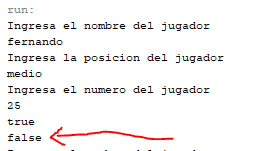 run:
Ingresa el nombre del jugador
fernando
Ingresa la posicion del jugador
medio
Ingresa el numero del jugador
25
true
false